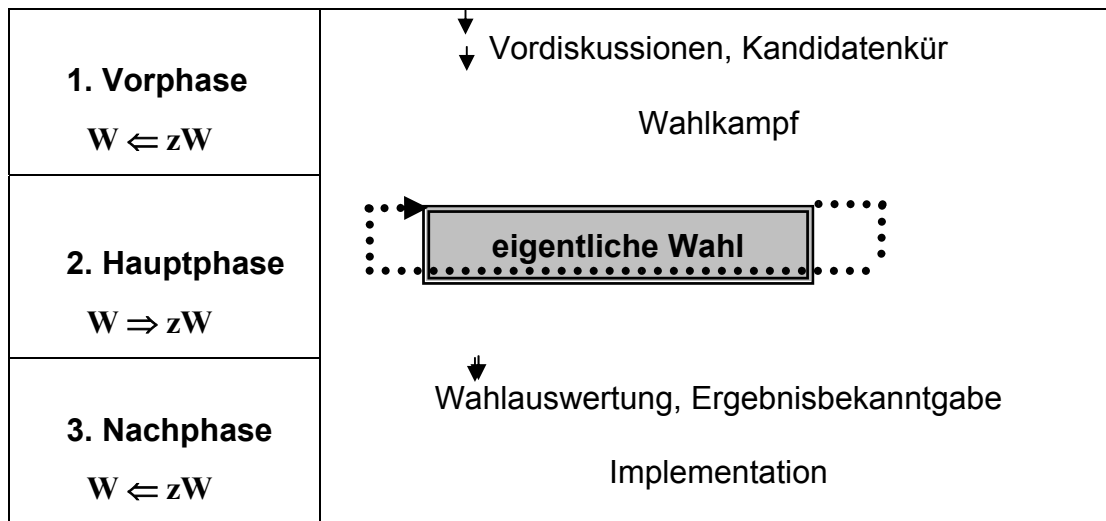 1. Vorphase
W ⇐ zW
Vordiskussionen, Kandidatenkür
Wahlkampf
2. Hauptphase
W ⇒ zW
eigentliche Wahl
3. Nachphase
W ⇐ zW
Wahlauswertung, Ergebnisbekanntgabe
Implementation